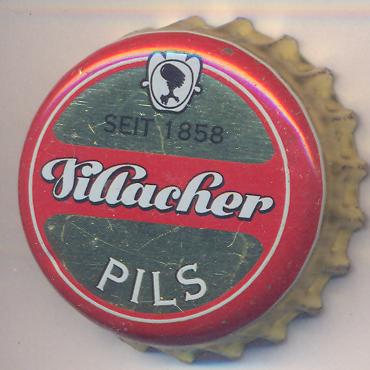 SEIT 1858
Villacher
PILS